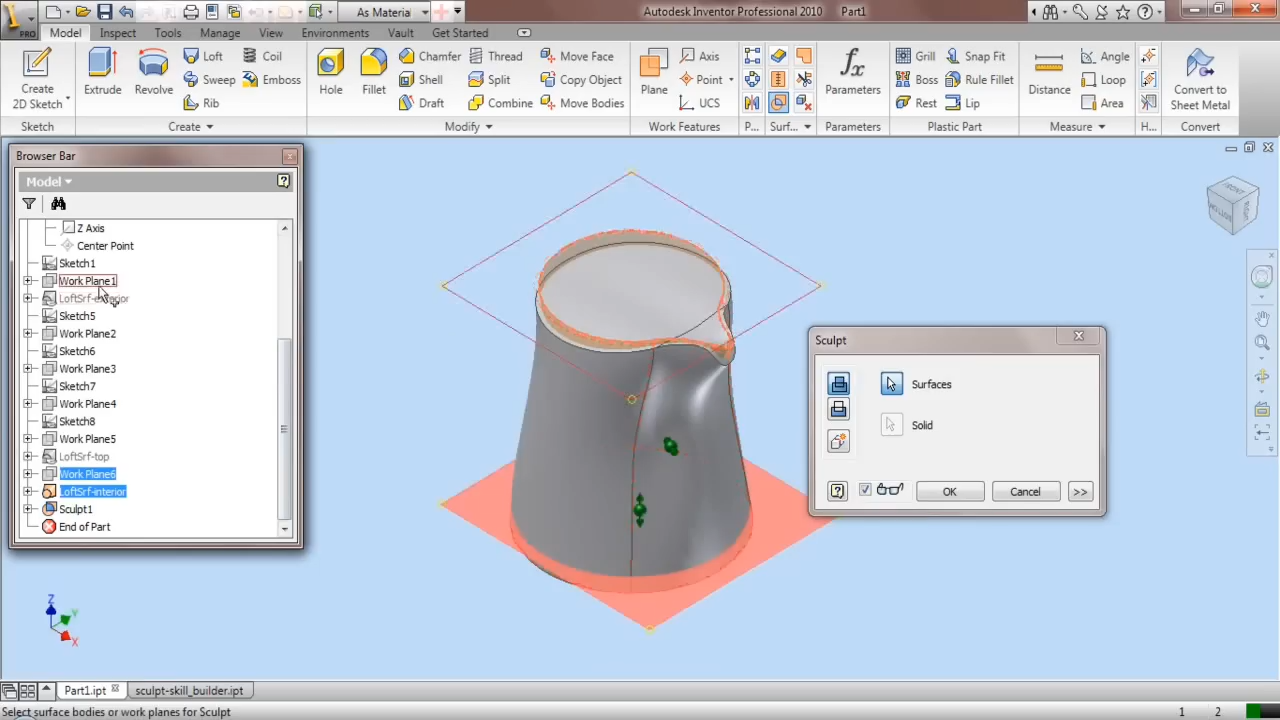 As Material
Autodesk Inventor Professional 2010 Part1
PRO
Model Inspect Tools Manage View Environments Vault Get Started
Create
2D Sketch
Extrude
Revolve
Loft
Sweep
Rib
Coil
Emboss
Hole
Fillet
Chamfer
Shell
Draft
Thread
Split
Combine
Move Face
Copy Object
Move Bodies
Plane
Axis
Point
UCS
fx
Parameters
Grill
Boss
Rest
Snap Fit
Rule Fillet
Lip
Distance
Angle
Loop
Area
Convert to
Sheet Metal
Sketch Create Modify Work Features P... Surf... Parameters Plastic Part Measure H... Convert
Browser Bar
Model
Z Axis
Center Point
Sketch1
Work Plane1
LoftSrf-exterior
Sketch5
Work Plane2
Sketch6
Work Plane3
Sketch7
Work Plane4
Sketch8
Work Plane5
LoftSrf-top
Work Plane6
LoftSrf-interior
Sculpt1
End of Part
FRONT
Sculpt
Surfaces
Solid
OK
Cancel
>>
Z
Y
X
Part1.ipt
sculpt-skill_builder.ipt
Select surface bodies or work planes for Sculpt
1 2